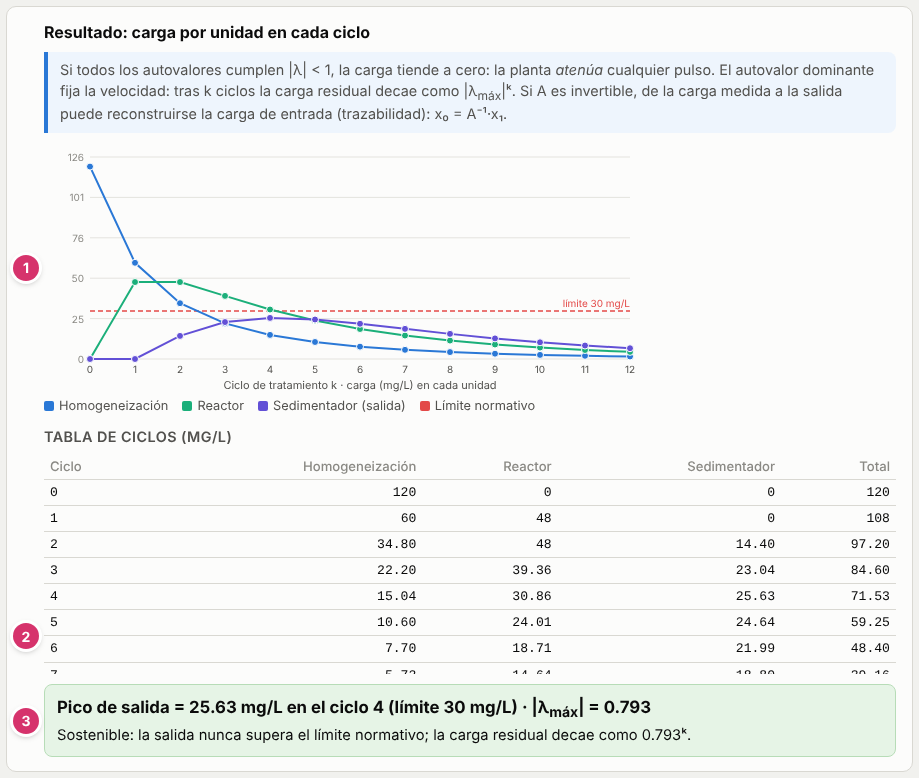 Resultado: carga por unidad en cada ciclo
Si todos los autovalores cumplen |λ| < 1, la carga tiende a cero: la planta atenúa cualquier pulso. El autovalor dominante
fija la velocidad: tras k ciclos la carga residual decae como |λmáx|ᵏ. Si A es invertible, de la carga medida a la salida
puede reconstruirse la carga de entrada (trazabilidad): x₀ = A⁻¹·x₁.
126
101
76
50
25
0
límite 30 mg/L
0 1 2 3 4 5 6 7 8 9 10 11 12
Ciclo de tratamiento k · carga (mg/L) en cada unidad
1
Homogeneización Reactor Sedimentador (salida) Límite normativo
TABLA DE CICLOS (MG/L)
Ciclo Homogeneización Reactor Sedimentador Total
0 120 0 0 120
1 60 48 0 108
2 34.80 48 14.40 97.20
3 22.20 39.36 23.04 84.60
4 15.04 30.86 25.63 71.53
5 10.60 24.01 24.64 59.25
2
6 7.70 18.71 21.99 48.40
7 5.73 14.64 18.80 39.16
3
Pico de salida = 25.63 mg/L en el ciclo 4 (límite 30 mg/L) · |λmáx| = 0.793
Sostenible: la salida nunca supera el límite normativo; la carga residual decae como 0.793ᵏ.